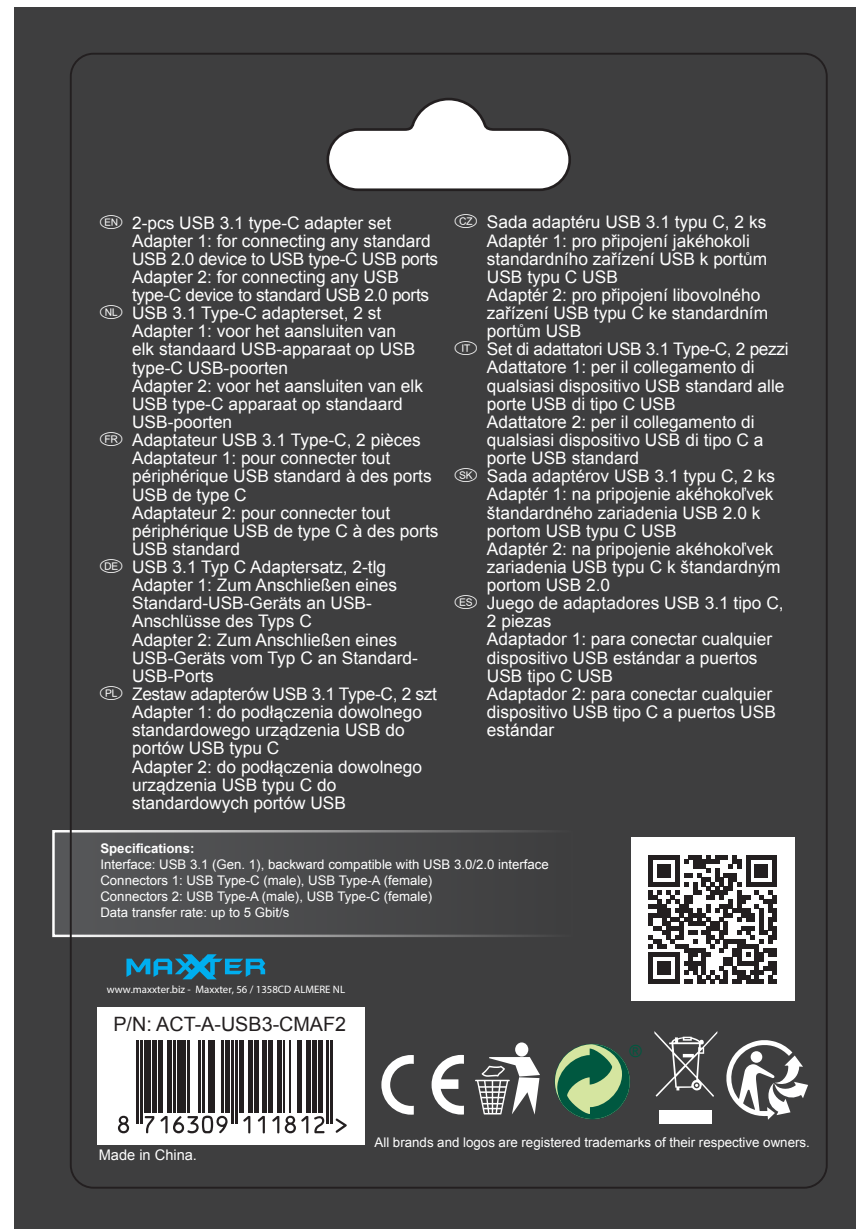 EN 2-pcs USB 3.1 type-C adapter set
Adapter 1: for connecting any standard
USB 2.0 device to USB type-C USB ports
Adapter 2: for connecting any USB
type-C device to standard USB 2.0 ports
NL USB 3.1 Type-C adapterset, 2 st
Adapter 1: voor het aansluiten van
elk standaard USB-apparaat op USB
type-C USB-poorten
Adapter 2: voor het aansluiten van elk
USB type-C apparaat op standaard
USB-poorten
FR Adaptateur USB 3.1 Type-C, 2 pièces
Adaptateur 1: pour connecter tout
périphérique USB standard à des ports
USB de type C
Adaptateur 2: pour connecter tout
périphérique USB de type C à des ports
USB standard
DE USB 3.1 Typ C Adaptersatz, 2-tlg
Adapter 1: Zum Anschließen eines
Standard-USB-Geräts an USB-
Anschlüsse des Typs C
Adapter 2: Zum Anschließen eines
USB-Geräts vom Typ C an Standard-
USB-Ports
PL Zestaw adapterów USB 3.1 Type-C, 2 szt
Adapter 1: do podłączenia dowolnego
standardowego urządzenia USB do
portów USB typu C
Adapter 2: do podłączenia dowolnego
urządzenia USB typu C do
standardowych portów USB
CZ Sada adaptéru USB 3.1 typu C, 2 ks
Adaptér 1: pro připojení jakéhokoli
standardního zařízení USB k portům
USB typu C USB
Adaptér 2: pro připojení libovolného
zařízení USB typu C ke standardním
portům USB
IT Set di adattatori USB 3.1 Type-C, 2 pezzi
Adattatore 1: per il collegamento di
qualsiasi dispositivo USB standard alle
porte USB di tipo C USB
Adattatore 2: per il collegamento di
qualsiasi dispositivo USB di tipo C a
porte USB standard
SK Sada adaptérov USB 3.1 typu C, 2 ks
Adaptér 1: na pripojenie akéhokoľvek
štandardného zariadenia USB 2.0 k
portom USB typu C USB
Adaptér 2: na pripojenie akéhokoľvek
zariadenia USB typu C k štandardným
portom USB 2.0
ES Juego de adaptadores USB 3.1 tipo C,
2 piezas
Adaptador 1: para conectar cualquier
dispositivo USB estándar a puertos
USB tipo C USB
Adaptador 2: para conectar cualquier
dispositivo USB tipo C a puertos USB
estándar
Specifications:
Interface: USB 3.1 (Gen. 1), backward compatible with USB 3.0/2.0 interface
Connectors 1: USB Type-C (male), USB Type-A (female)
Connectors 2: USB Type-A (male), USB Type-C (female)
Data transfer rate: up to 5 Gbit/s
MAXXTER
www.maxxter.biz - Maxxter, 56 / 1358CD ALMERE NL
P/N: ACT-A-USB3-CMAF2
8 716309 111812 >
Made in China.
CE
®
All brands and logos are registered trademarks of their respective owners.